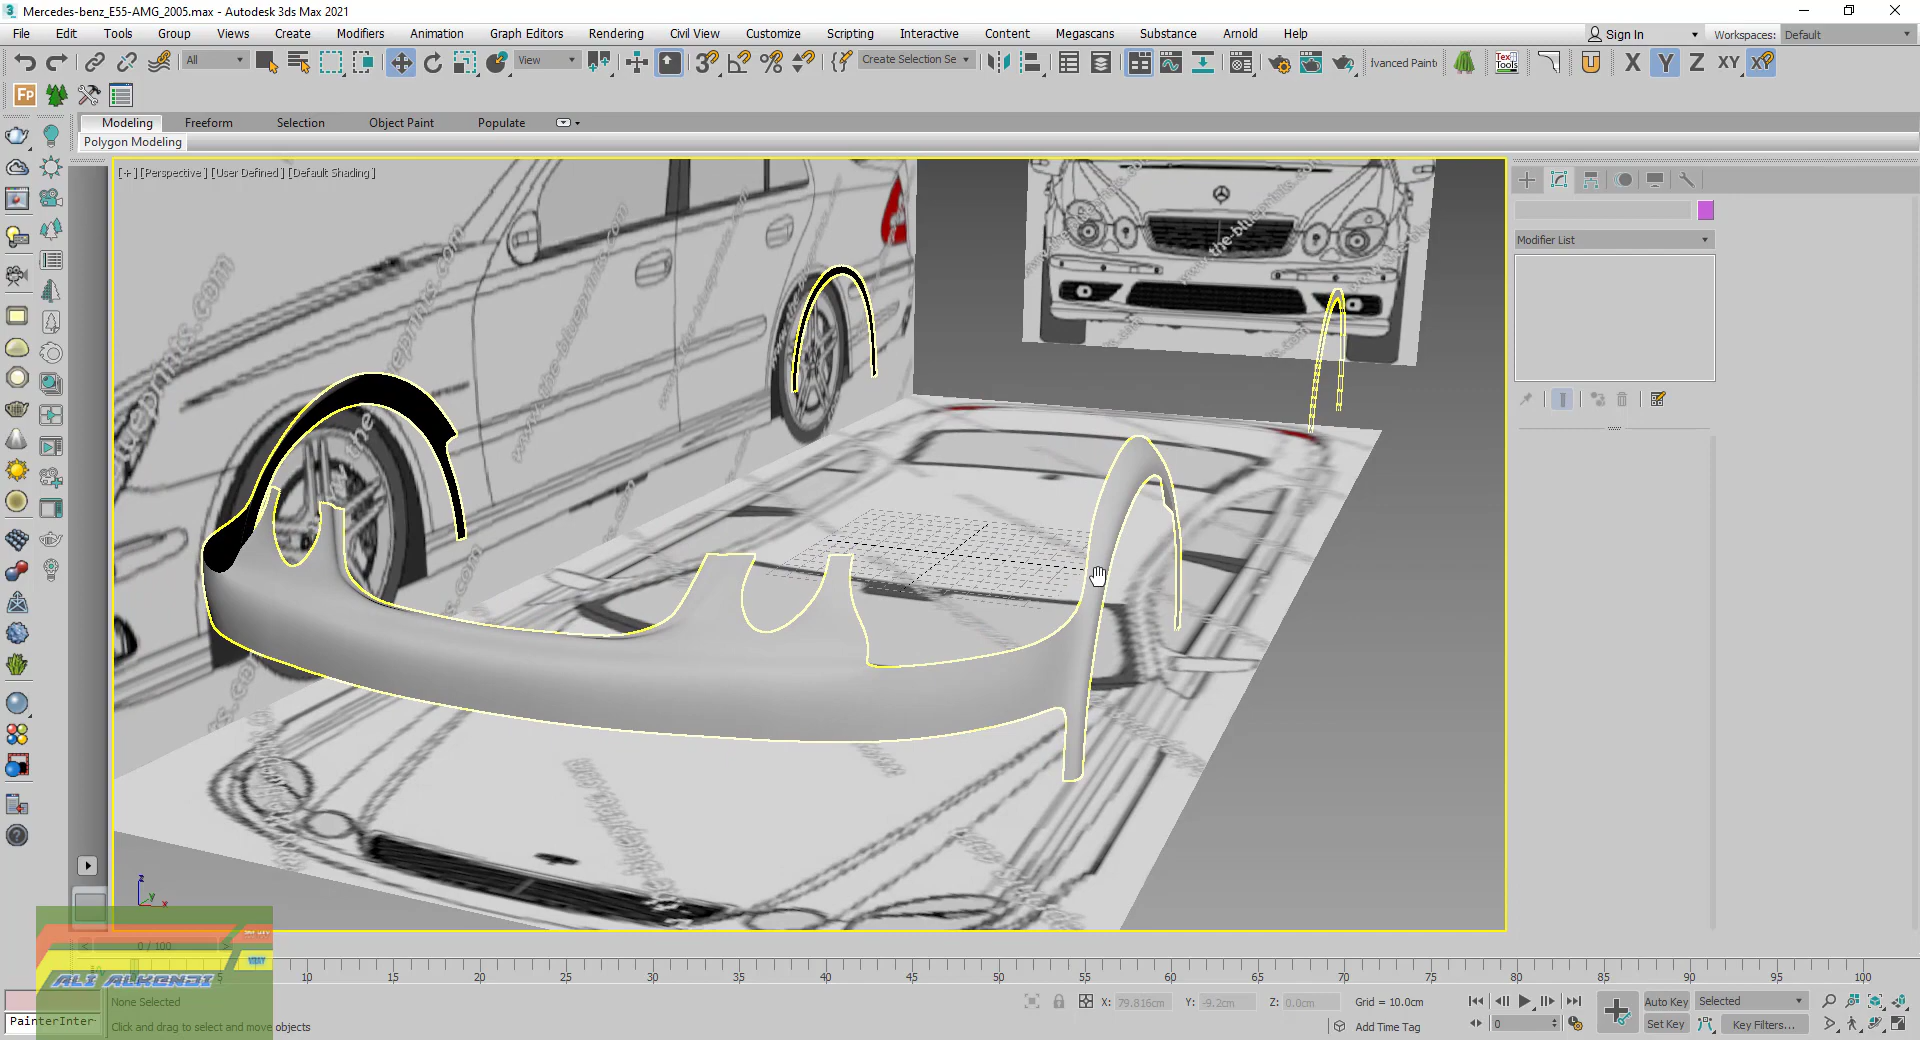 Mercedes-benz_E55-AMG_2005.max - Autodesk 3ds Max 2021
File Edit Tools Group Views Create Modifiers Animation Graph Editors Rendering Civil View Customize Scripting Interactive Content Megascans Substance Arnold Help
Sign In Workspaces: Default
All View Create Selection Se
X Y Z XY XY
Fp
Modeling Freeform Selection Object Paint Populate
Polygon Modeling
[+] [Perspective ] [User Defined ] [Default Shading ]
Modifier List
0 / 100
ALI ALKENDI
5 10 15 20 25 30 35 40 45 50 55 60 65 70 75 80 85 90 95 100
None Selected
X: 79.816cm Y: -9.2cm Z: 0.0cm Grid = 10.0cm
Auto Key Selected
PainterInter
Click and drag to select and move objects
Add Time Tag
0
Set Key Key Filters...